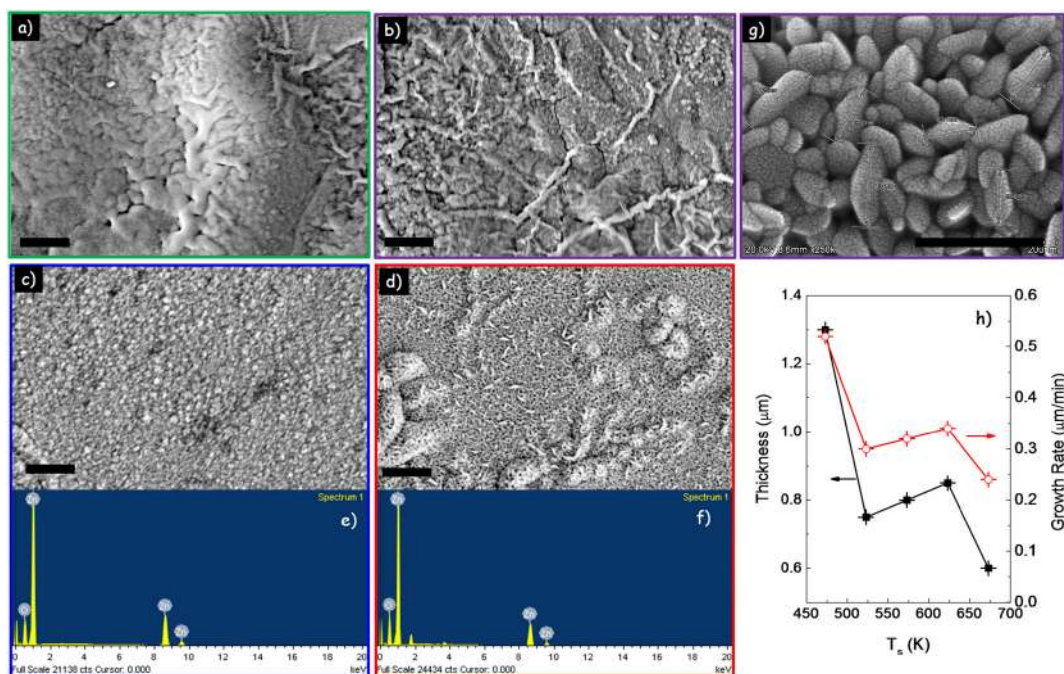 a)
b)
g)
20.0kV 8.6mm x250k
200nm
c)
d)
Spectrum 1
Zn
e)
O
Zn
Zn
0 2 4 6 8 10 12 14 16 18 20
Full Scale 21138 cts Cursor: 0.000
keV
Spectrum 1
Zn
f)
O
Zn
Zn
0 2 4 6 8 10 12 14 16 18 20
Full Scale 24434 cts Cursor: 0.000
keV
h)
1.4
1.2
1.0
0.8
0.6
Thickness (μm)
0.6
0.5
0.4
0.3
0.2
0.1
0.0
Growth Rate (μm/min)
450 500 550 600 650 700
Ts (K)